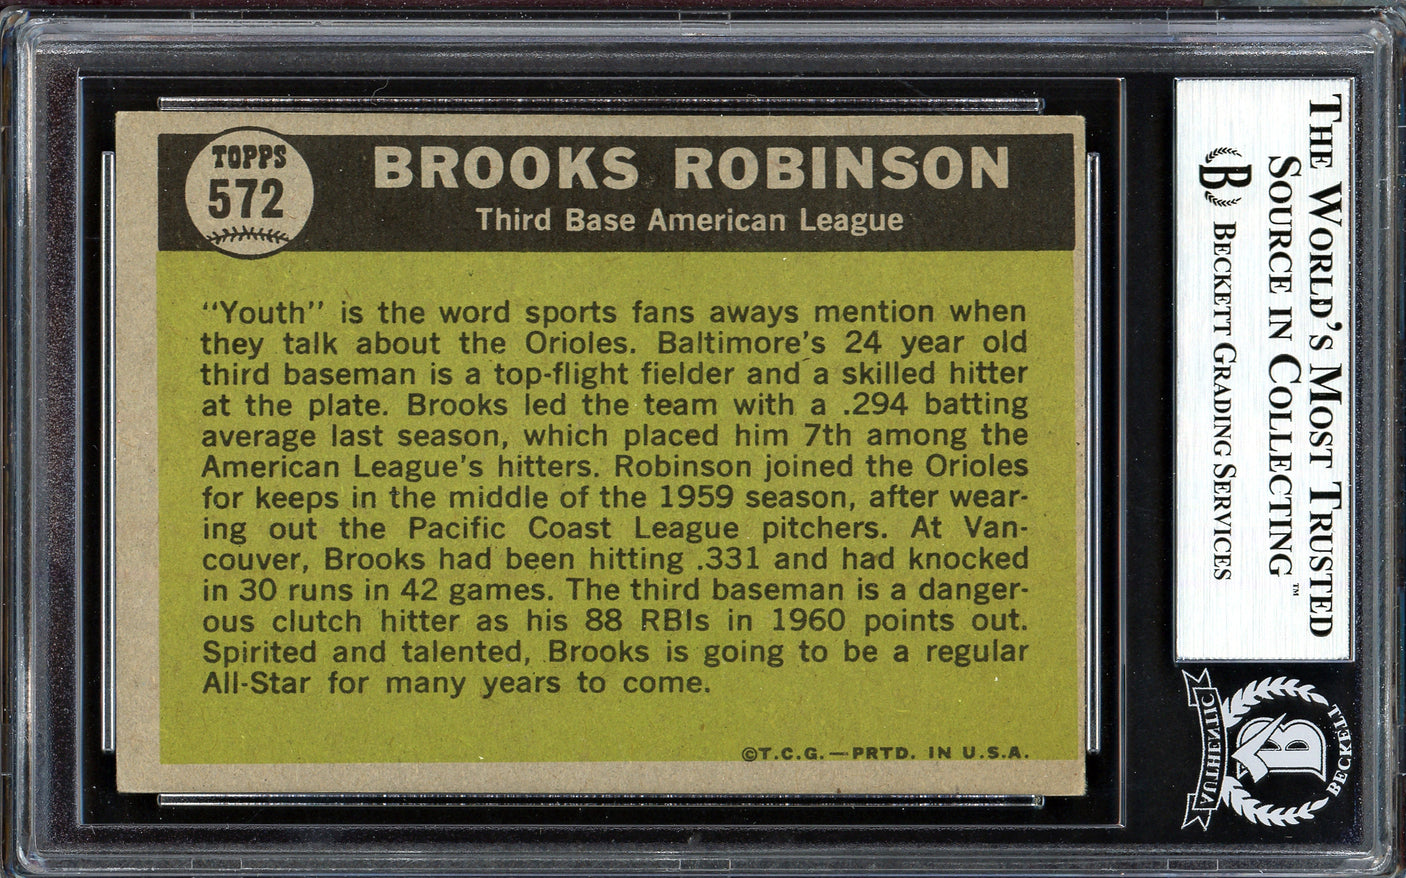 TOPPS
572
BROOKS ROBINSON
Third Base American League
“Youth” is the word sports fans aways mention when
they talk about the Orioles. Baltimore's 24 year old
third baseman is a top-flight fielder and a skilled hitter
at the plate. Brooks led the team with a .294 batting
average last season, which placed him 7th among the
American League's hitters. Robinson joined the Orioles
for keeps in the middle of the 1959 season, after wear-
ing out the Pacific Coast League pitchers. At Van-
couver, Brooks had been hitting .331 and had knocked
in 30 runs in 42 games. The third baseman is a danger-
ous clutch hitter as his 88 RBIs in 1960 points out.
Spirited and talented, Brooks is going to be a regular
All-Star for many years to come.
©T.C.G.—PRTD. IN U.S.A.
THE WORLD'S MOST TRUSTED
SOURCE IN COLLECTING™
B BECKETT GRADING SERVICES
BECKETT
B
AUTHENTIC